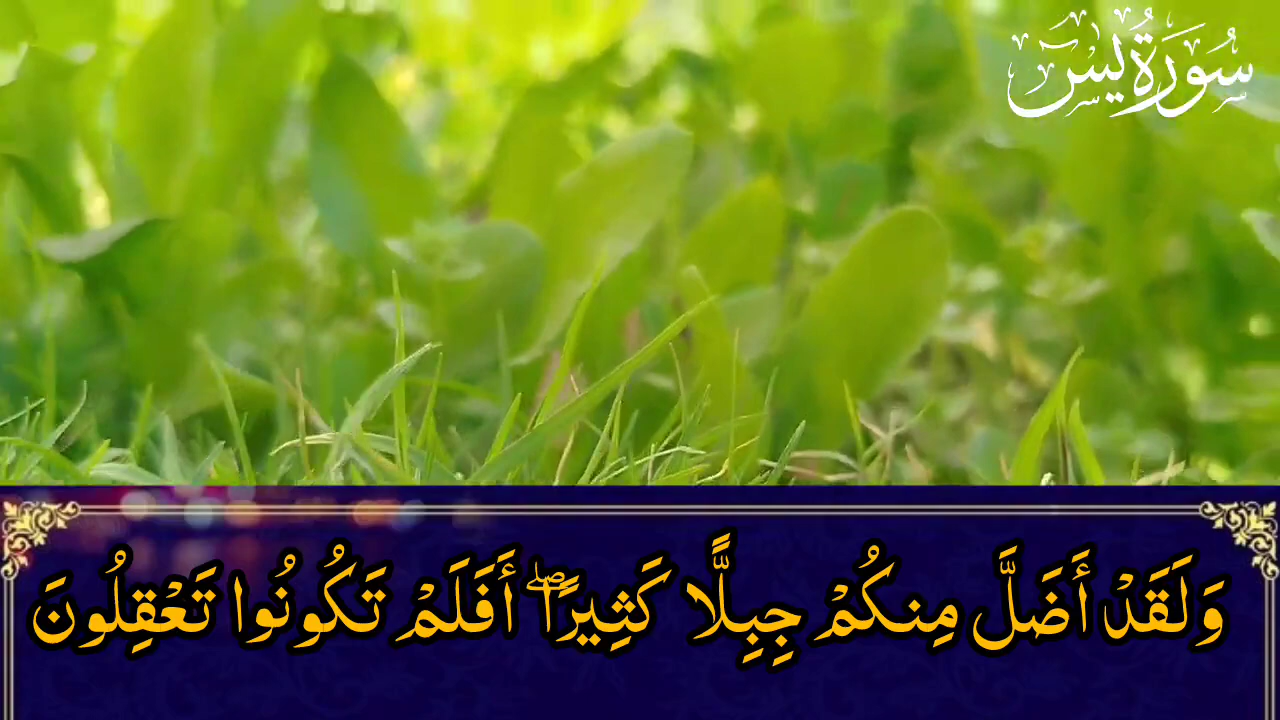 سُورَةُ يس
وَلَقَدْ أَضَلَّ مِنكُمْ جِبِلًّا كَثِيرًا ۖ أَفَلَمْ تَكُونُوا تَعْقِلُونَ